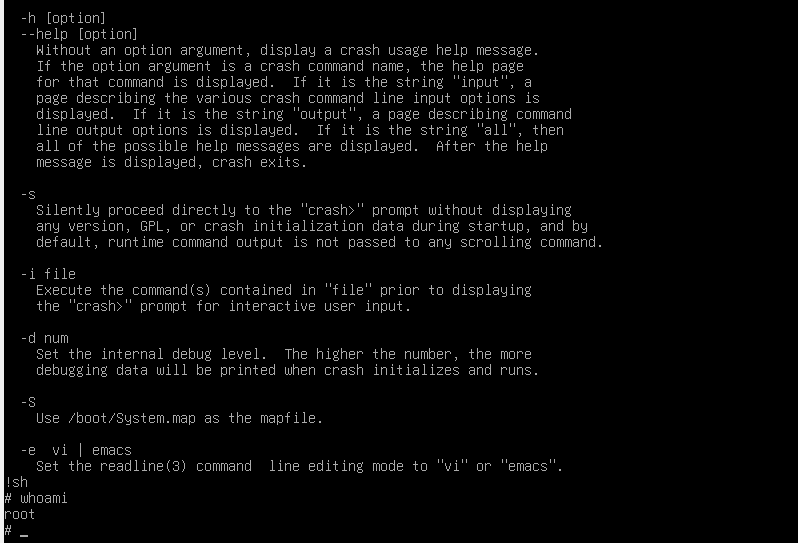 -h [option]
--help [option]
Without an option argument, display a crash usage help message.
If the option argument is a crash command name, the help page
for that command is displayed.  If it is the string "input", a
page describing the various crash command line input options is
displayed.  If it is the string "output", a page describing command
line output options is displayed.  If it is the string "all", then
all of the possible help messages are displayed.  After the help
message is displayed, crash exits.
-s
Silently proceed directly to the "crash>" prompt without displaying
any version, GPL, or crash initialization data during startup, and by
default, runtime command output is not passed to any scrolling command.
-i file
Execute the command(s) contained in "file" prior to displaying
the "crash>" prompt for interactive user input.
-d num
Set the internal debug level.  The higher the number, the more
debugging data will be printed when crash initializes and runs.
-S
Use /boot/System.map as the mapfile.
-e  vi | emacs
Set the readline(3) command  line editing mode to "vi" or "emacs".
!sh
# whoami
root
# _